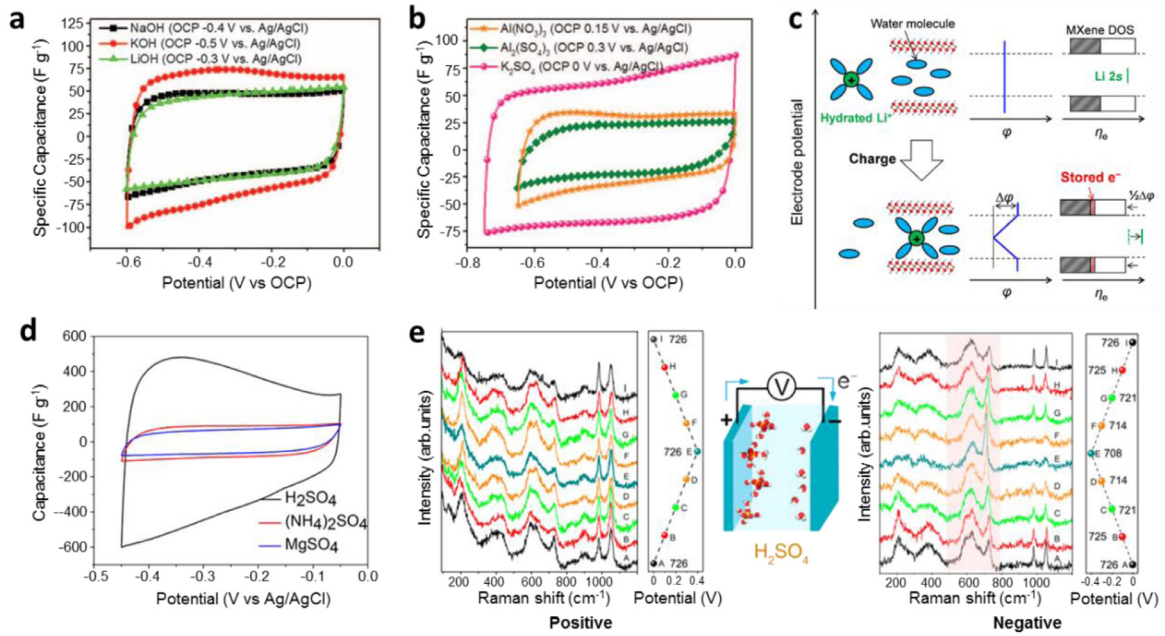 a
NaOH (OCP -0.4 V vs. Ag/AgCl)
KOH (OCP -0.5 V vs. Ag/AgCl)
LiOH (OCP -0.3 V vs. Ag/AgCl)
Specific Capacitance (F g⁻¹)
125
100
75
50
25
0
-25
-50
-75
-100
-0.6 -0.4 -0.2 0.0
Potential (V vs OCP)
b
Al(NO₃)₃ (OCP 0.15 V vs. Ag/AgCl)
Al₂(SO₄)₃ (OCP 0.3 V vs. Ag/AgCl)
K₂SO₄ (OCP 0 V vs. Ag/AgCl)
Specific Capacitance (F g⁻¹)
125
100
75
50
25
0
-25
-50
-75
-0.8 -0.6 -0.4 -0.2 0.0
Potential (V vs OCP)
c
Electrode potential
Water molecule
MXene DOS
Hydrated Li⁺
Li 2s
φ
ηₑ
Charge
Stored e⁻
Δφ
½Δφ
φ
ηₑ
d
Capacitance (F g⁻¹)
600
400
200
0
--200
--400
-600
H₂SO₄
(NH4)₂SO₄
MgSO₄
-0.5 -0.4 -0.3 -0.2 -0.1 0.0
Potential (V vs Ag/AgCl)
e
Intensity (arb.units)
I
H
G
F
E
D
C
B
A
200 400 600 800 1000
Raman shift (cm⁻¹)
Positive
I 726
H
G
F
726 E
D
C
B
A 726
0.0 0.2 0.4
Potential (V)
V
e⁻
+
−
H₂SO₄
Intensity (arb.units)
I
H
G
F
E
D
C
B
A
200 400 600 800 1000 1200
Raman shift (cm⁻¹)
Negative
726 I
725 H
G 721
F 714
E 708
D 714
C 721
725 B
726 A
-0.4 -0.2 0
Potential (V)